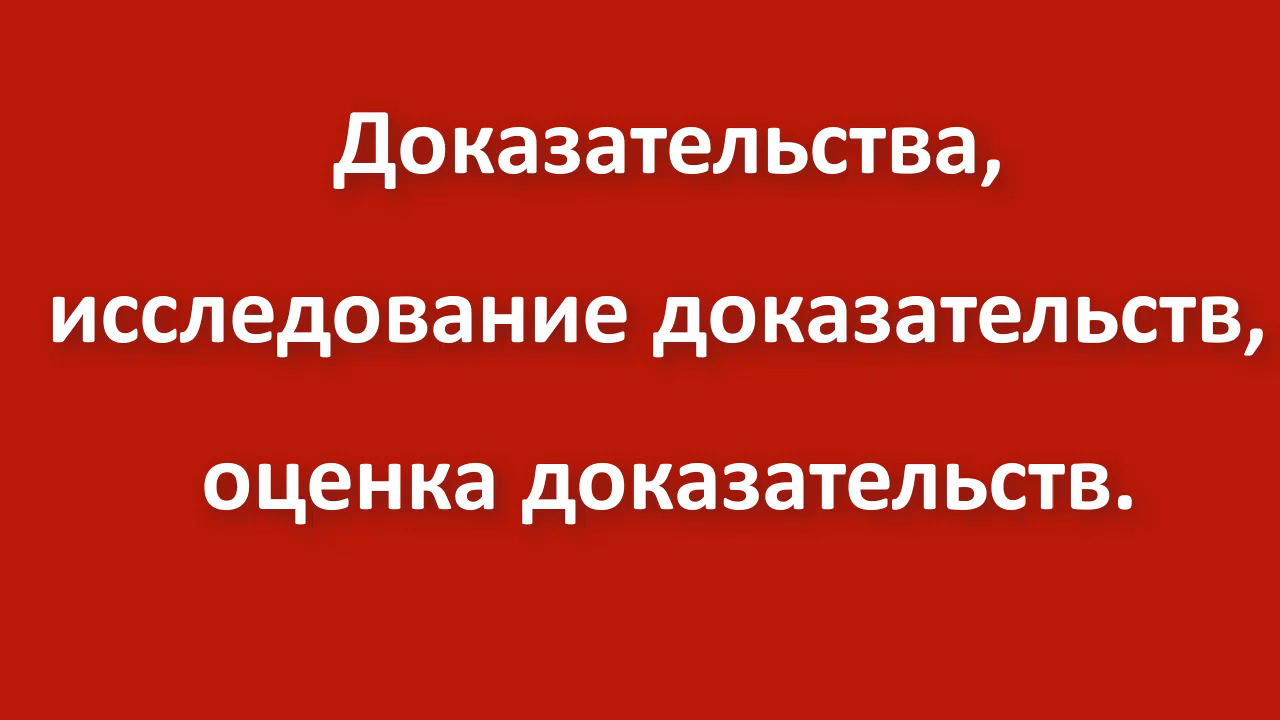 Доказательства,
исследование доказательств,
оценка доказательств.